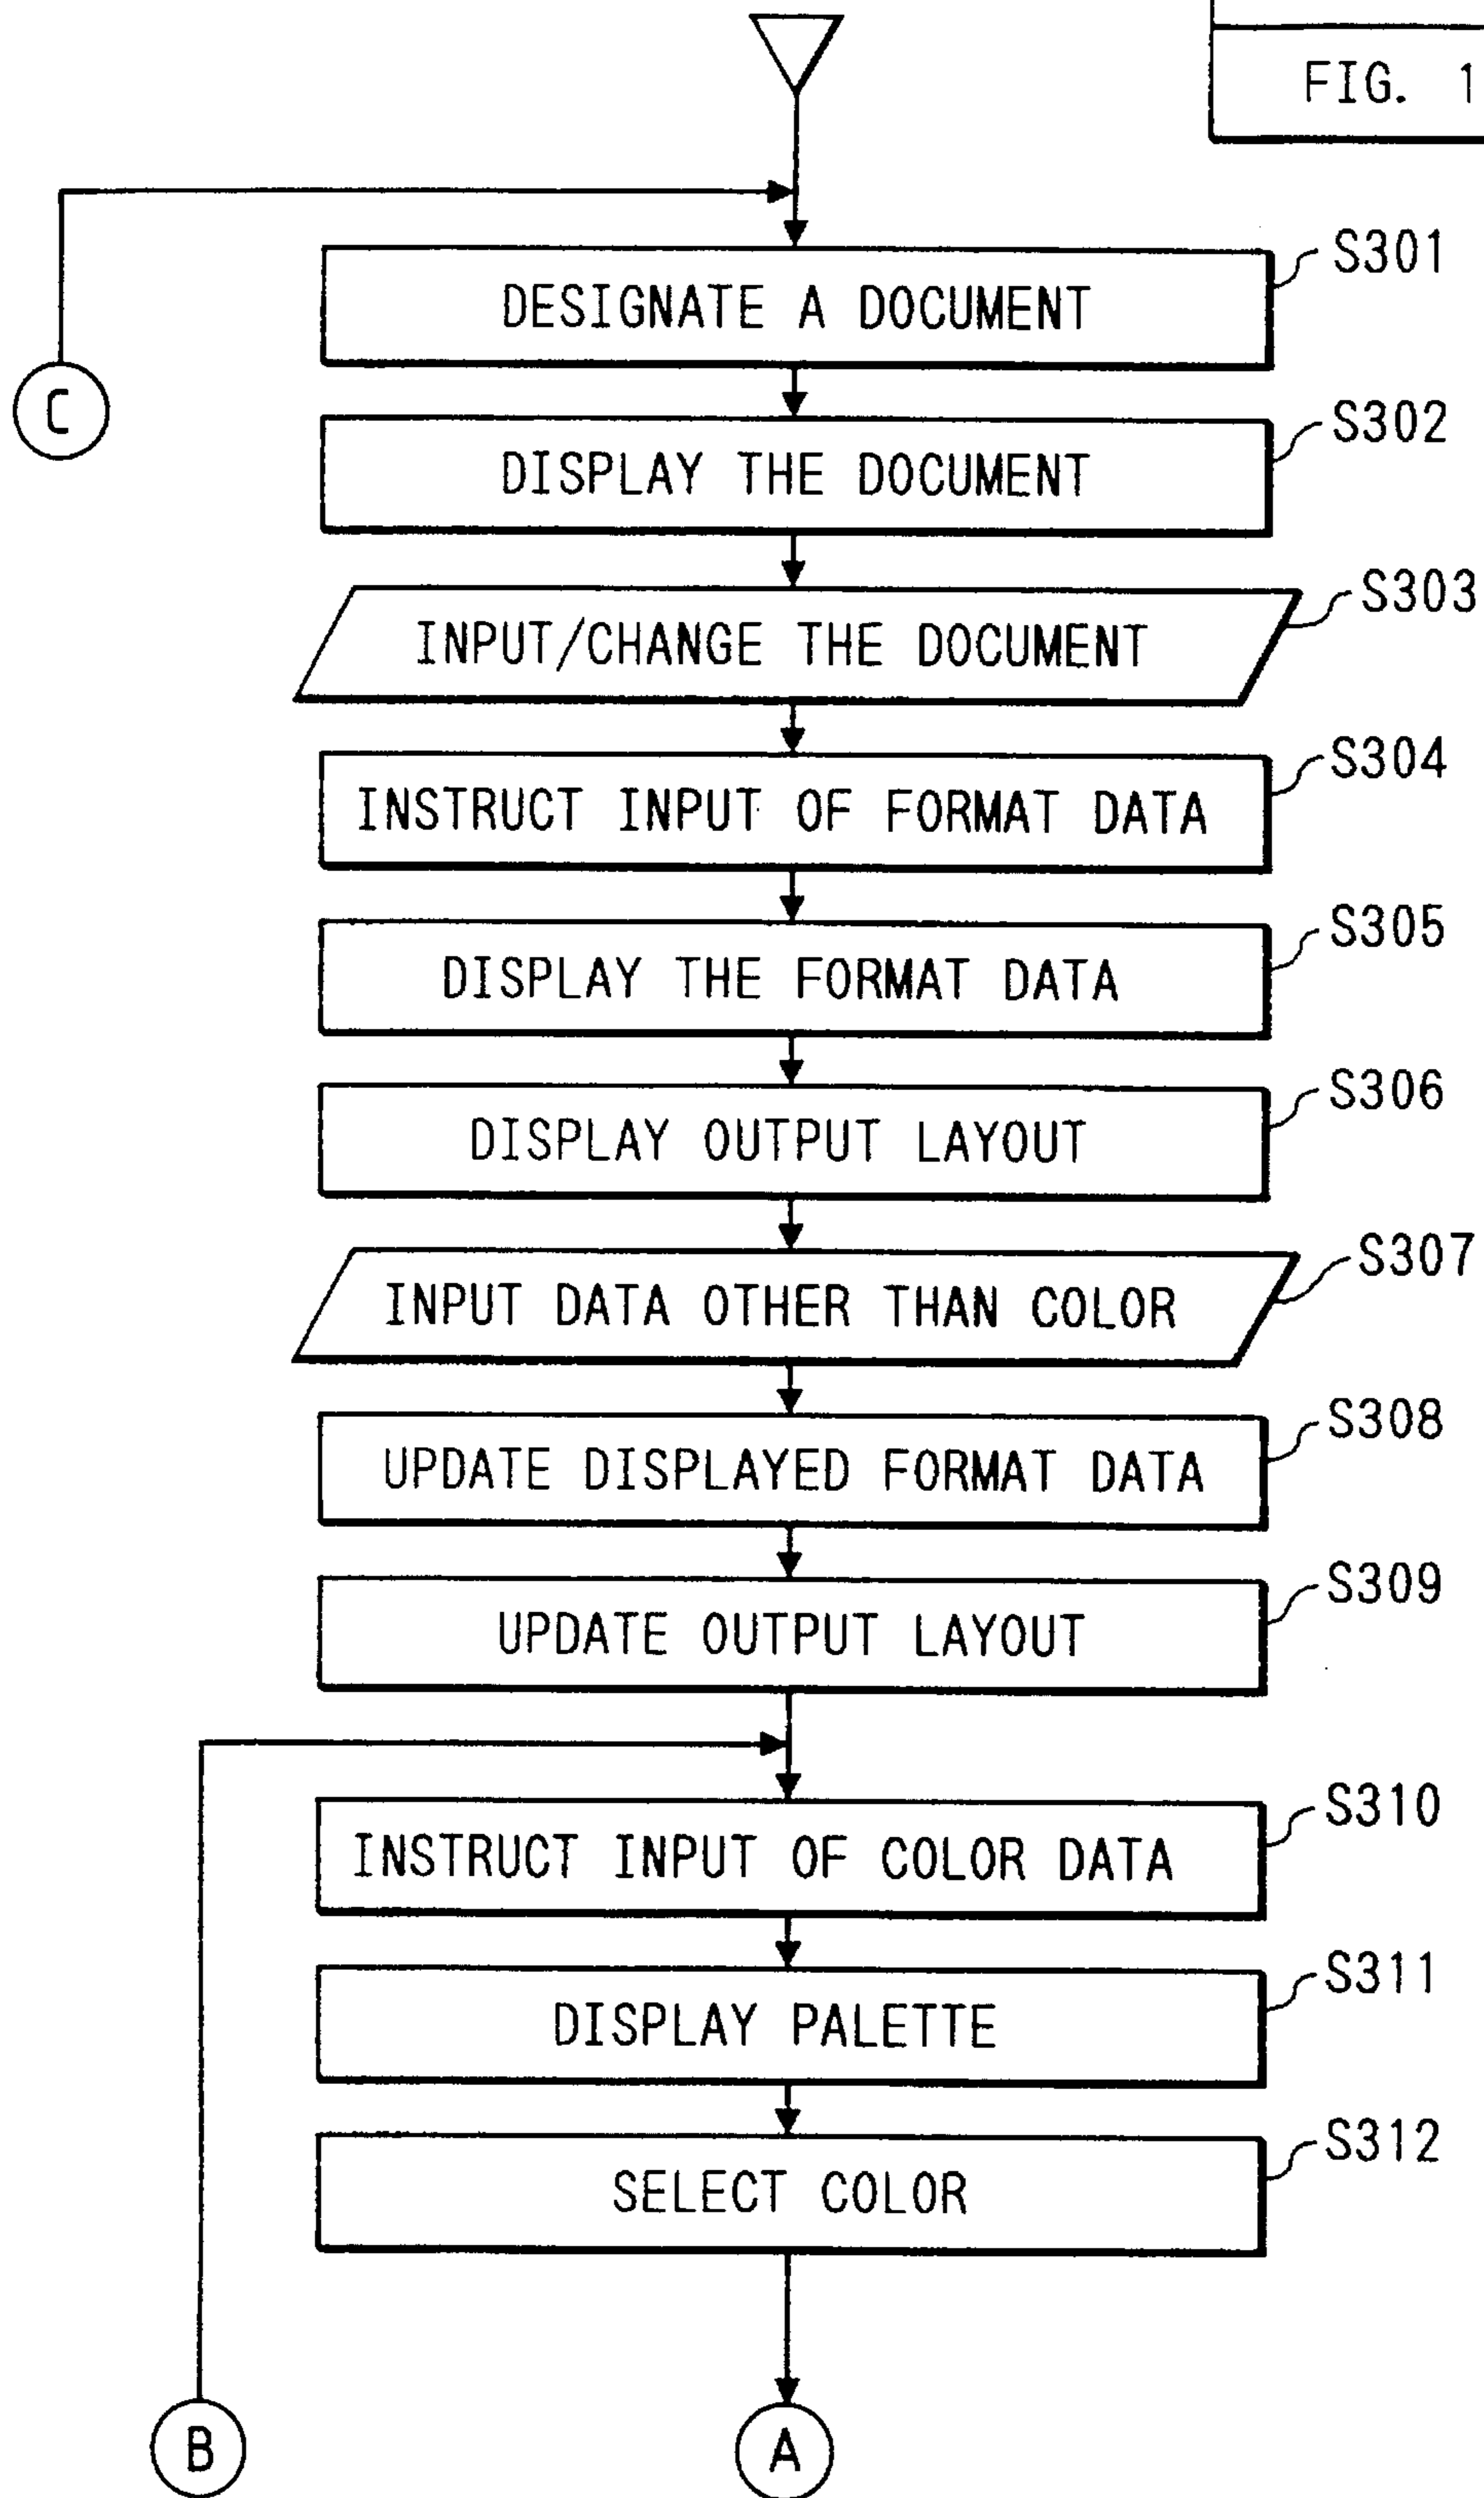 FIG. 1
S301
DESIGNATE A DOCUMENT
C
S302
DISPLAY THE DOCUMENT
S303
INPUT/CHANGE THE DOCUMENT
S304
INSTRUCT INPUT OF FORMAT DATA
S305
DISPLAY THE FORMAT DATA
S306
DISPLAY OUTPUT LAYOUT
S307
INPUT DATA OTHER THAN COLOR
S308
UPDATE DISPLAYED FORMAT DATA
S309
UPDATE OUTPUT LAYOUT
S310
INSTRUCT INPUT OF COLOR DATA
S311
DISPLAY PALETTE
S312
SELECT COLOR
B
A